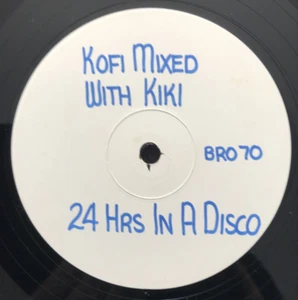 Kofi Mixed
With Kiki
BRO70
24 Hrs In A Disco